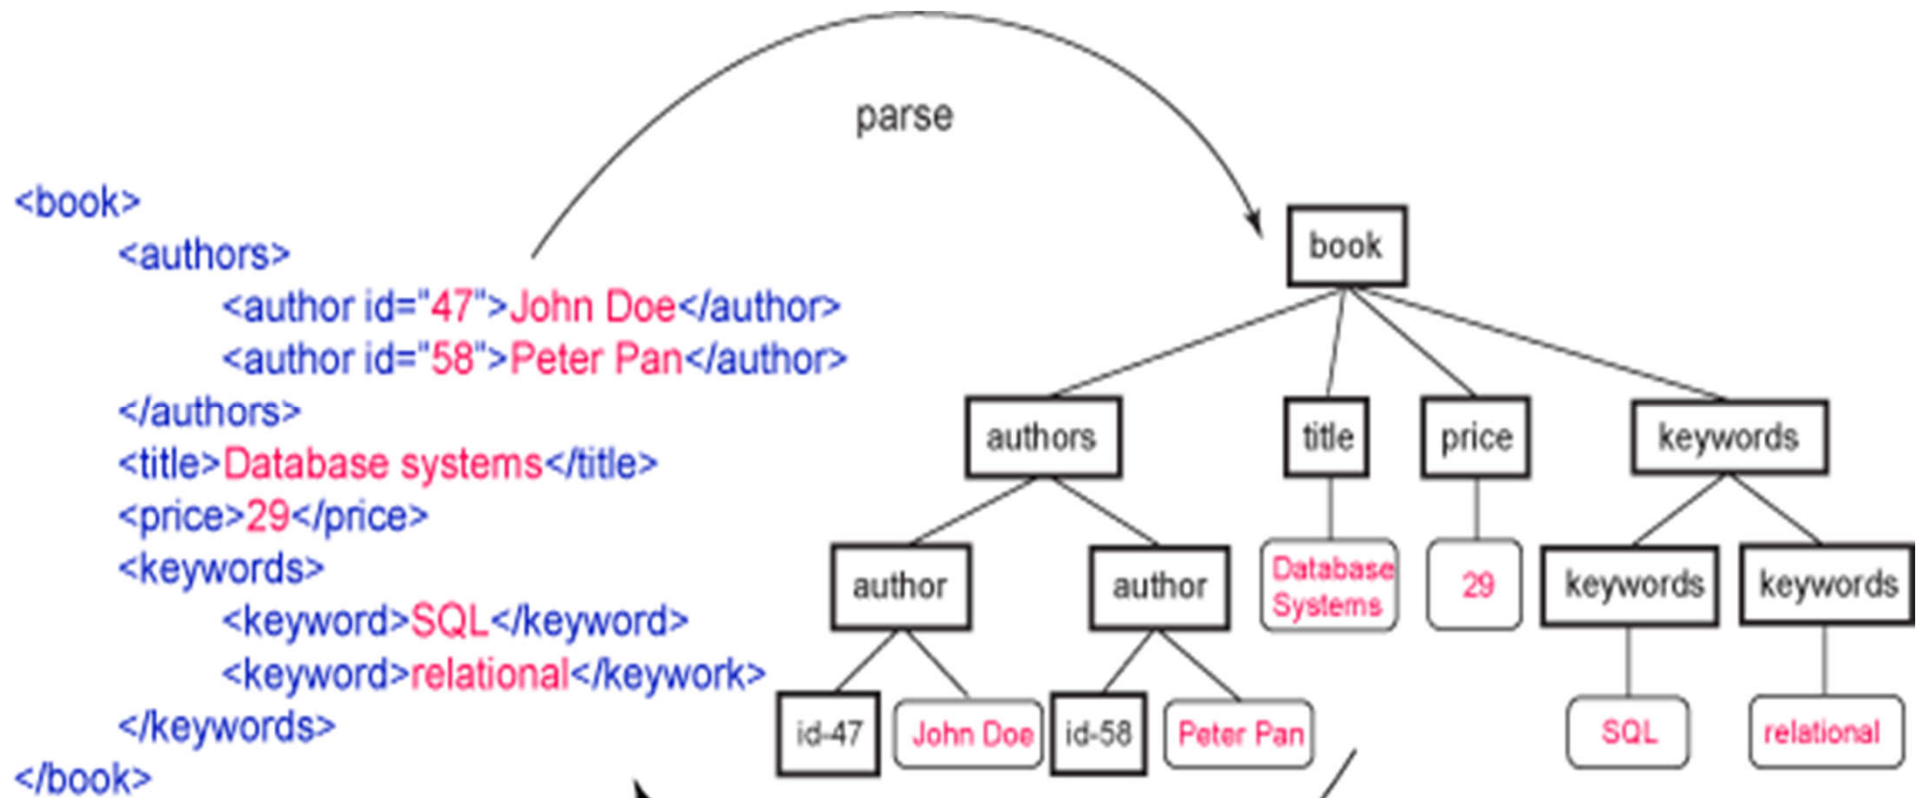 parse
<book>
<authors>
<author id="47">John Doe</author>
<author id="58">Peter Pan</author>
</authors>
<title>Database systems</title>
<price>29</price>
<keywords>
<keyword>SQL</keyword>
<keyword>relational</keywork>
</keywords>
</book>
book
authors
title
price
keywords
author
author
Database
Systems
29
keywords
keywords
id-47
John Doe
id-58
Peter Pan
SQL
relational